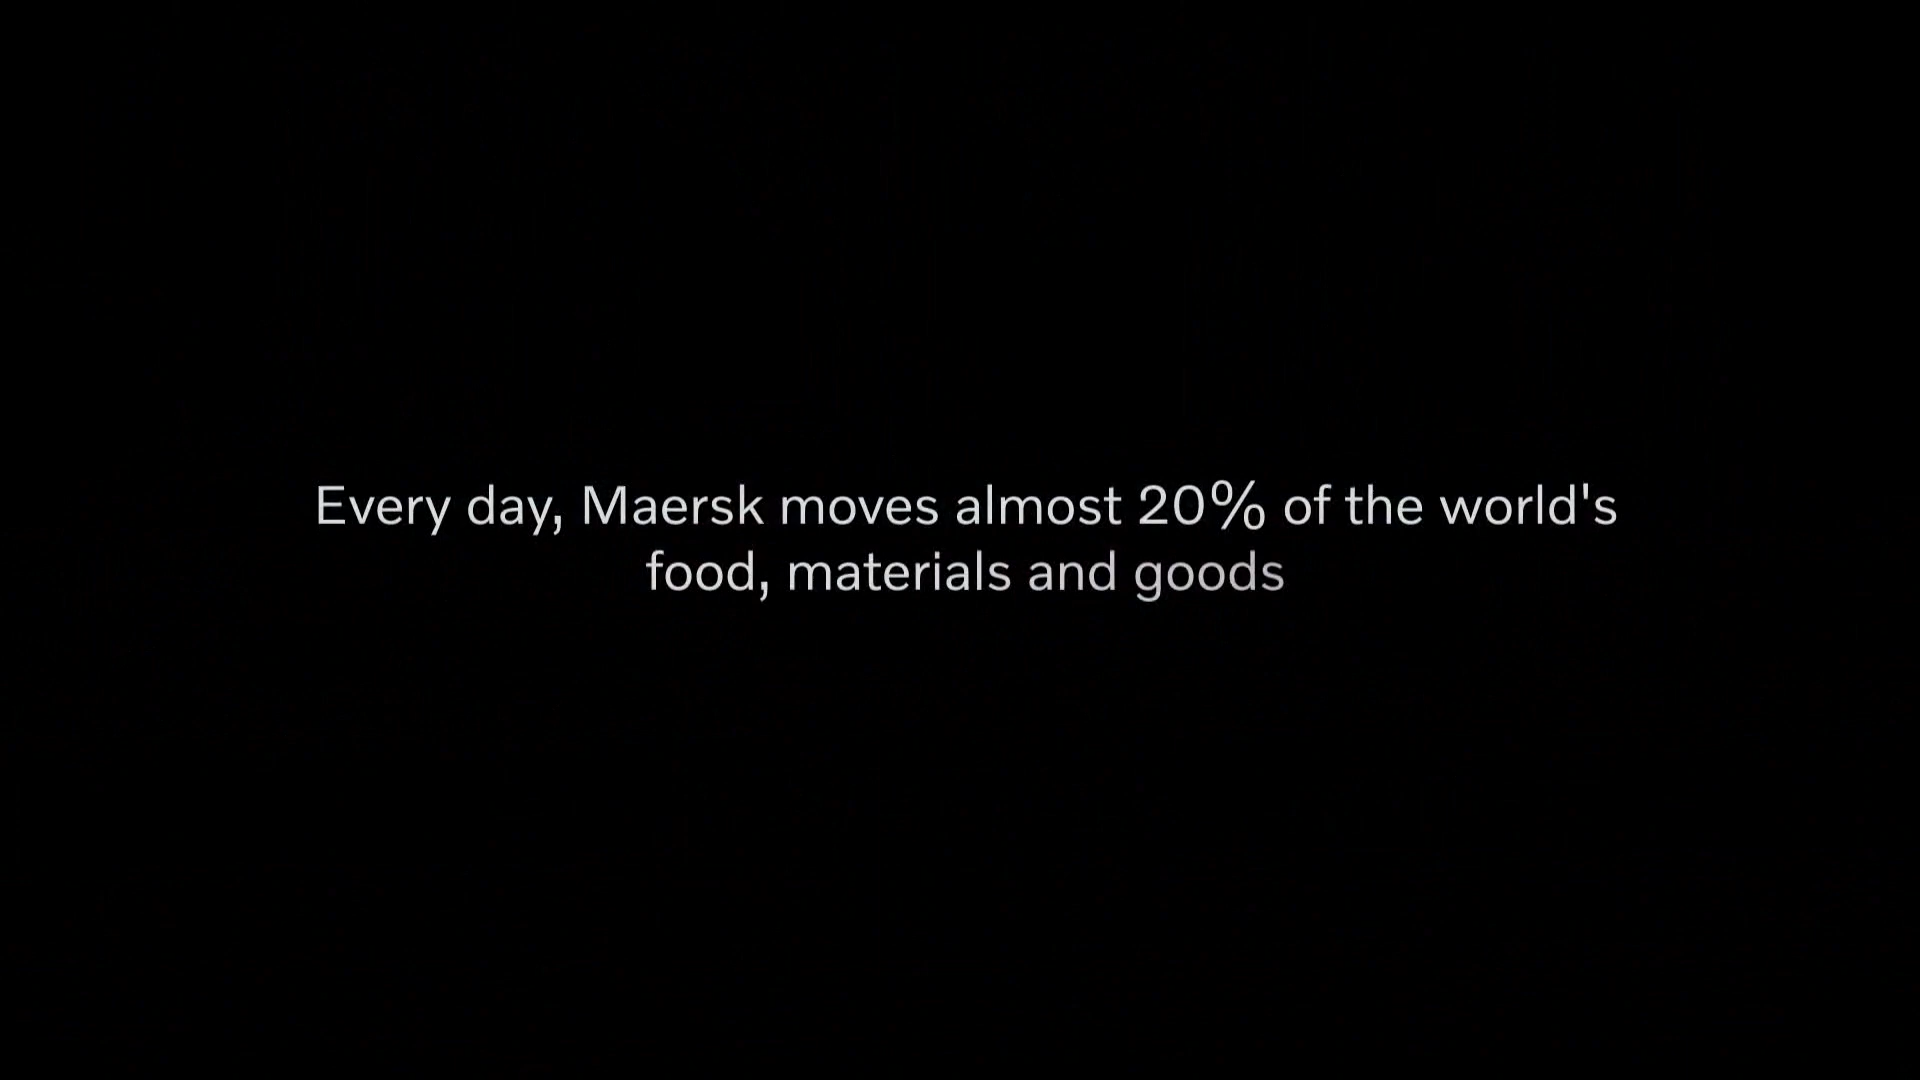 Every day, Maersk moves almost 20% of the world's
food, materials and goods